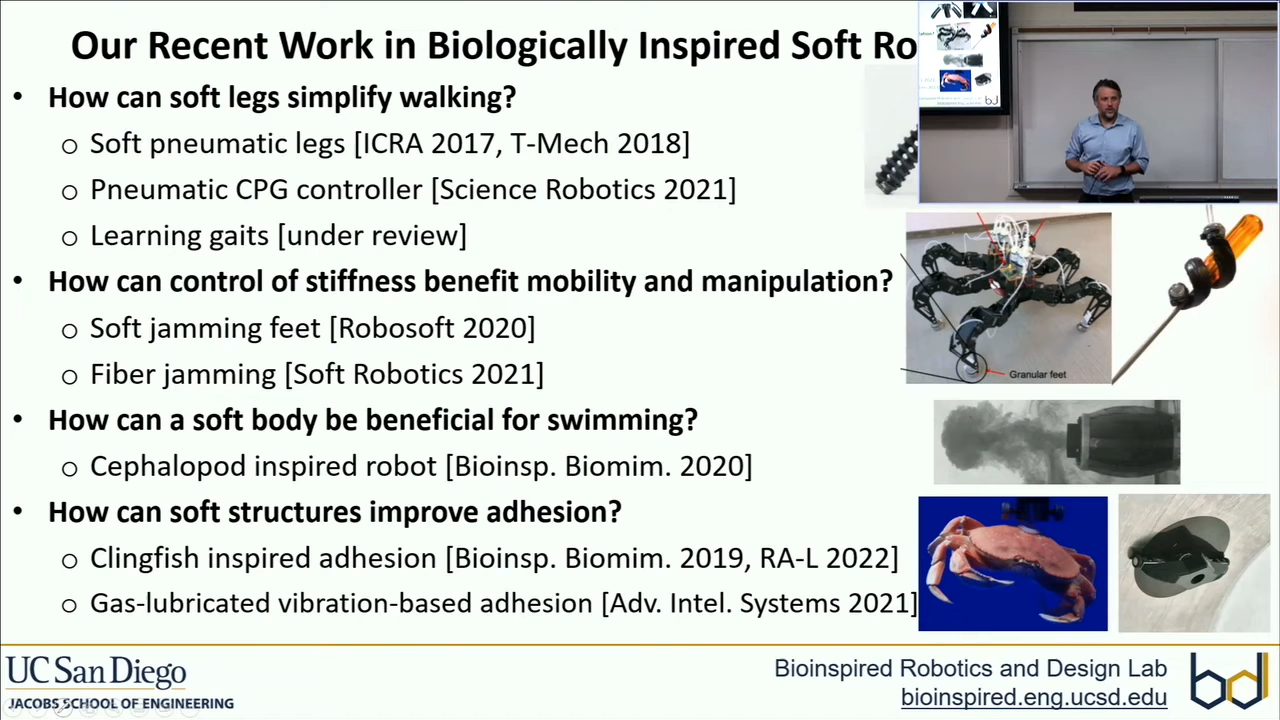 Our Recent Work in Biologically Inspired Soft Ro
• How can soft legs simplify walking?
o Soft pneumatic legs [ICRA 2017, T-Mech 2018]
o Pneumatic CPG controller [Science Robotics 2021]
o Learning gaits [under review]
• How can control of stiffness benefit mobility and manipulation?
o Soft jamming feet [Robosoft 2020]
o Fiber jamming [Soft Robotics 2021]
Granular feet
• How can a soft body be beneficial for swimming?
o Cephalopod inspired robot [Bioinsp. Biomim. 2020]
• How can soft structures improve adhesion?
o Clingfish inspired adhesion [Bioinsp. Biomim. 2019, RA-L 2022]
o Gas-lubricated vibration-based adhesion [Adv. Intel. Systems 2021]
UC San Diego
JACOBS SCHOOL OF ENGINEERING
Bioinspired Robotics and Design Lab
bioinspired.eng.ucsd.edu
bd